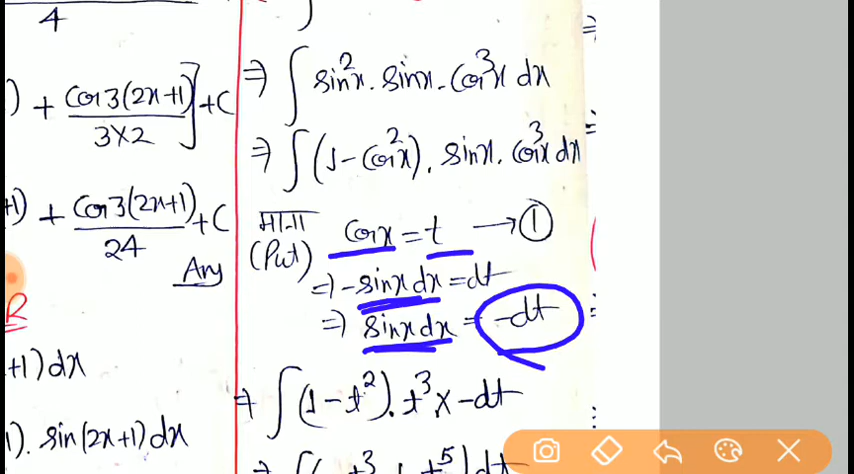 4
) + cos3(2x+1)] + C
3×2
+1) + cos3(2x+1) + C
24
Ans
R
+1)dx
1). sin(2x+1)dx
⇒ ∫ sin²x. sinx. cos³x dx
⇒ ∫(1-cos²x). sinx. cos³x dx
माना
(Put)
cosx = t → ①
⇒ -sinx dx = dt
⇒ sinx dx = -dt
⇒ ∫(1-t²). t³ x -dt